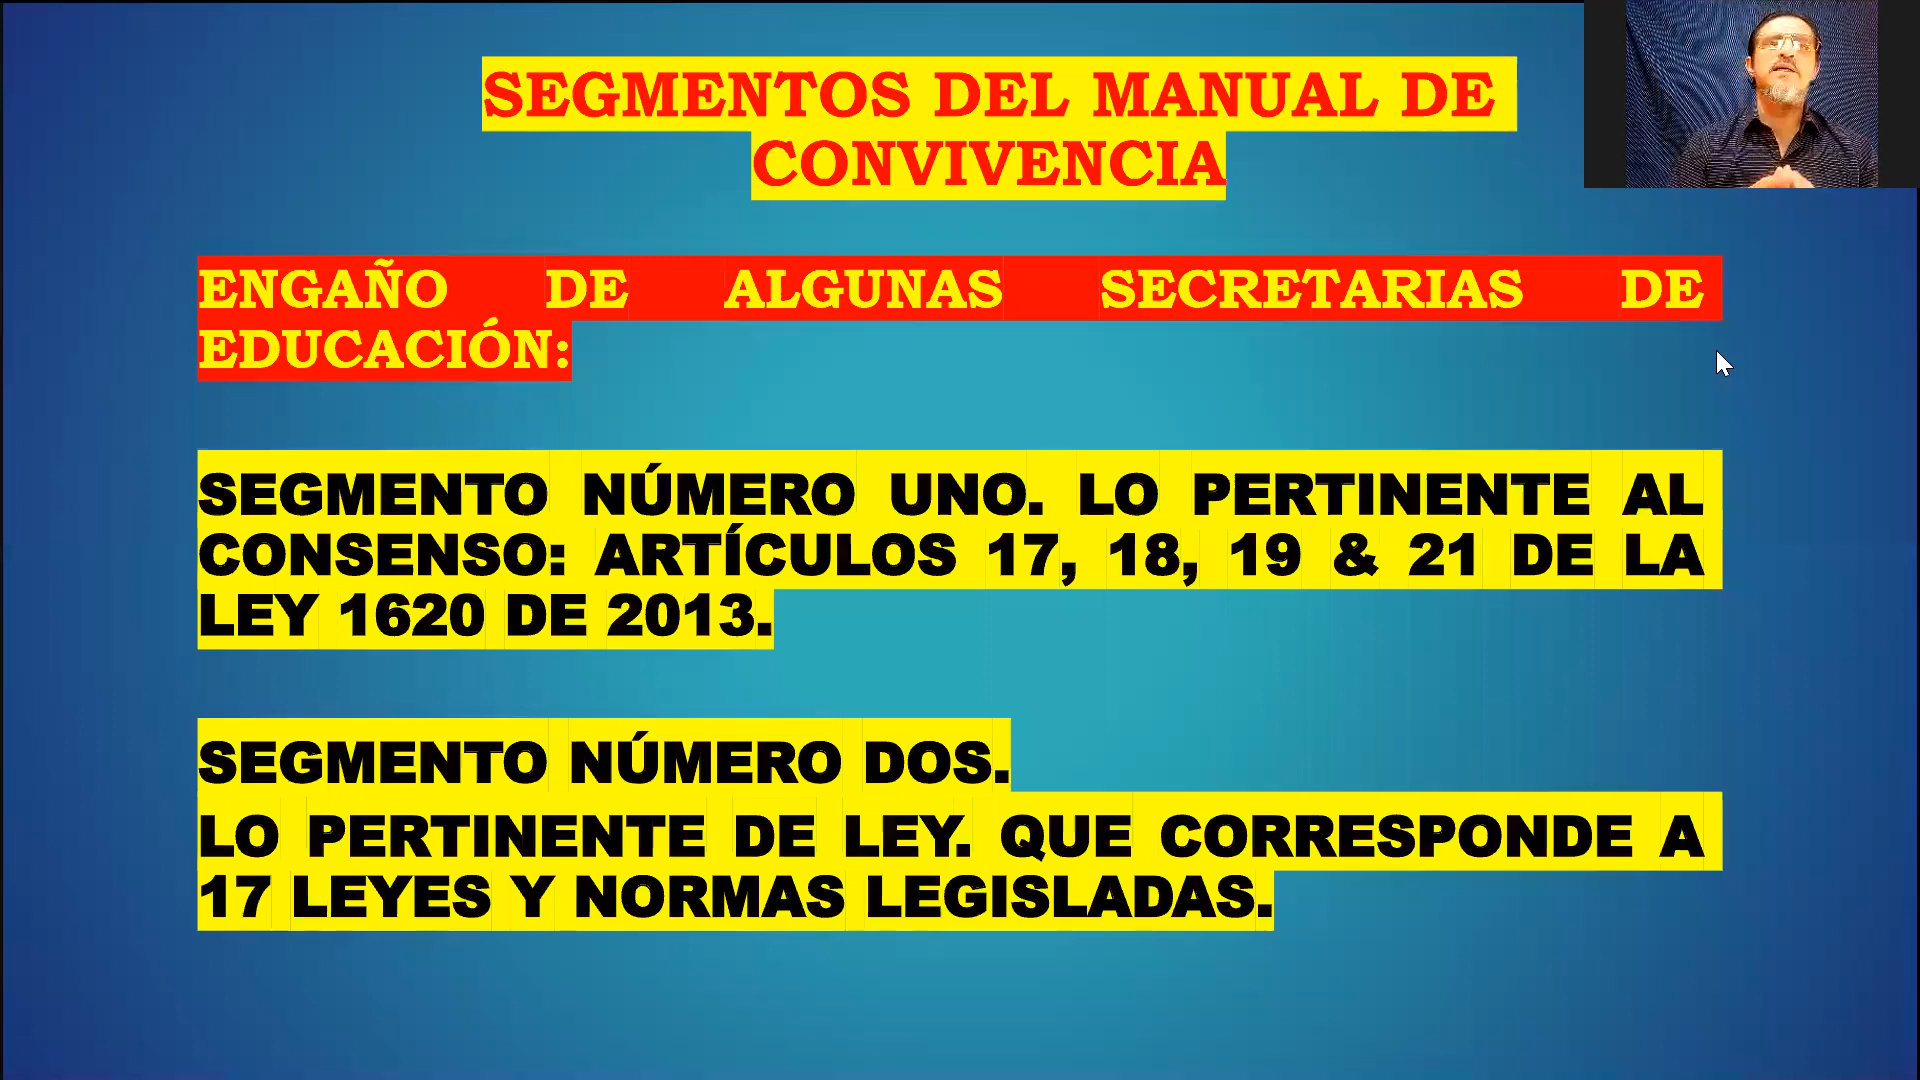 SEGMENTOS DEL MANUAL DE
CONVIVENCIA
ENGAÑO DE ALGUNAS SECRETARIAS DE
EDUCACIÓN:
SEGMENTO NÚMERO UNO. LO PERTINENTE AL
CONSENSO: ARTÍCULOS 17, 18, 19 & 21 DE LA
LEY 1620 DE 2013.
SEGMENTO NÚMERO DOS.
LO PERTINENTE DE LEY. QUE CORRESPONDE A
17 LEYES Y NORMAS LEGISLADAS.